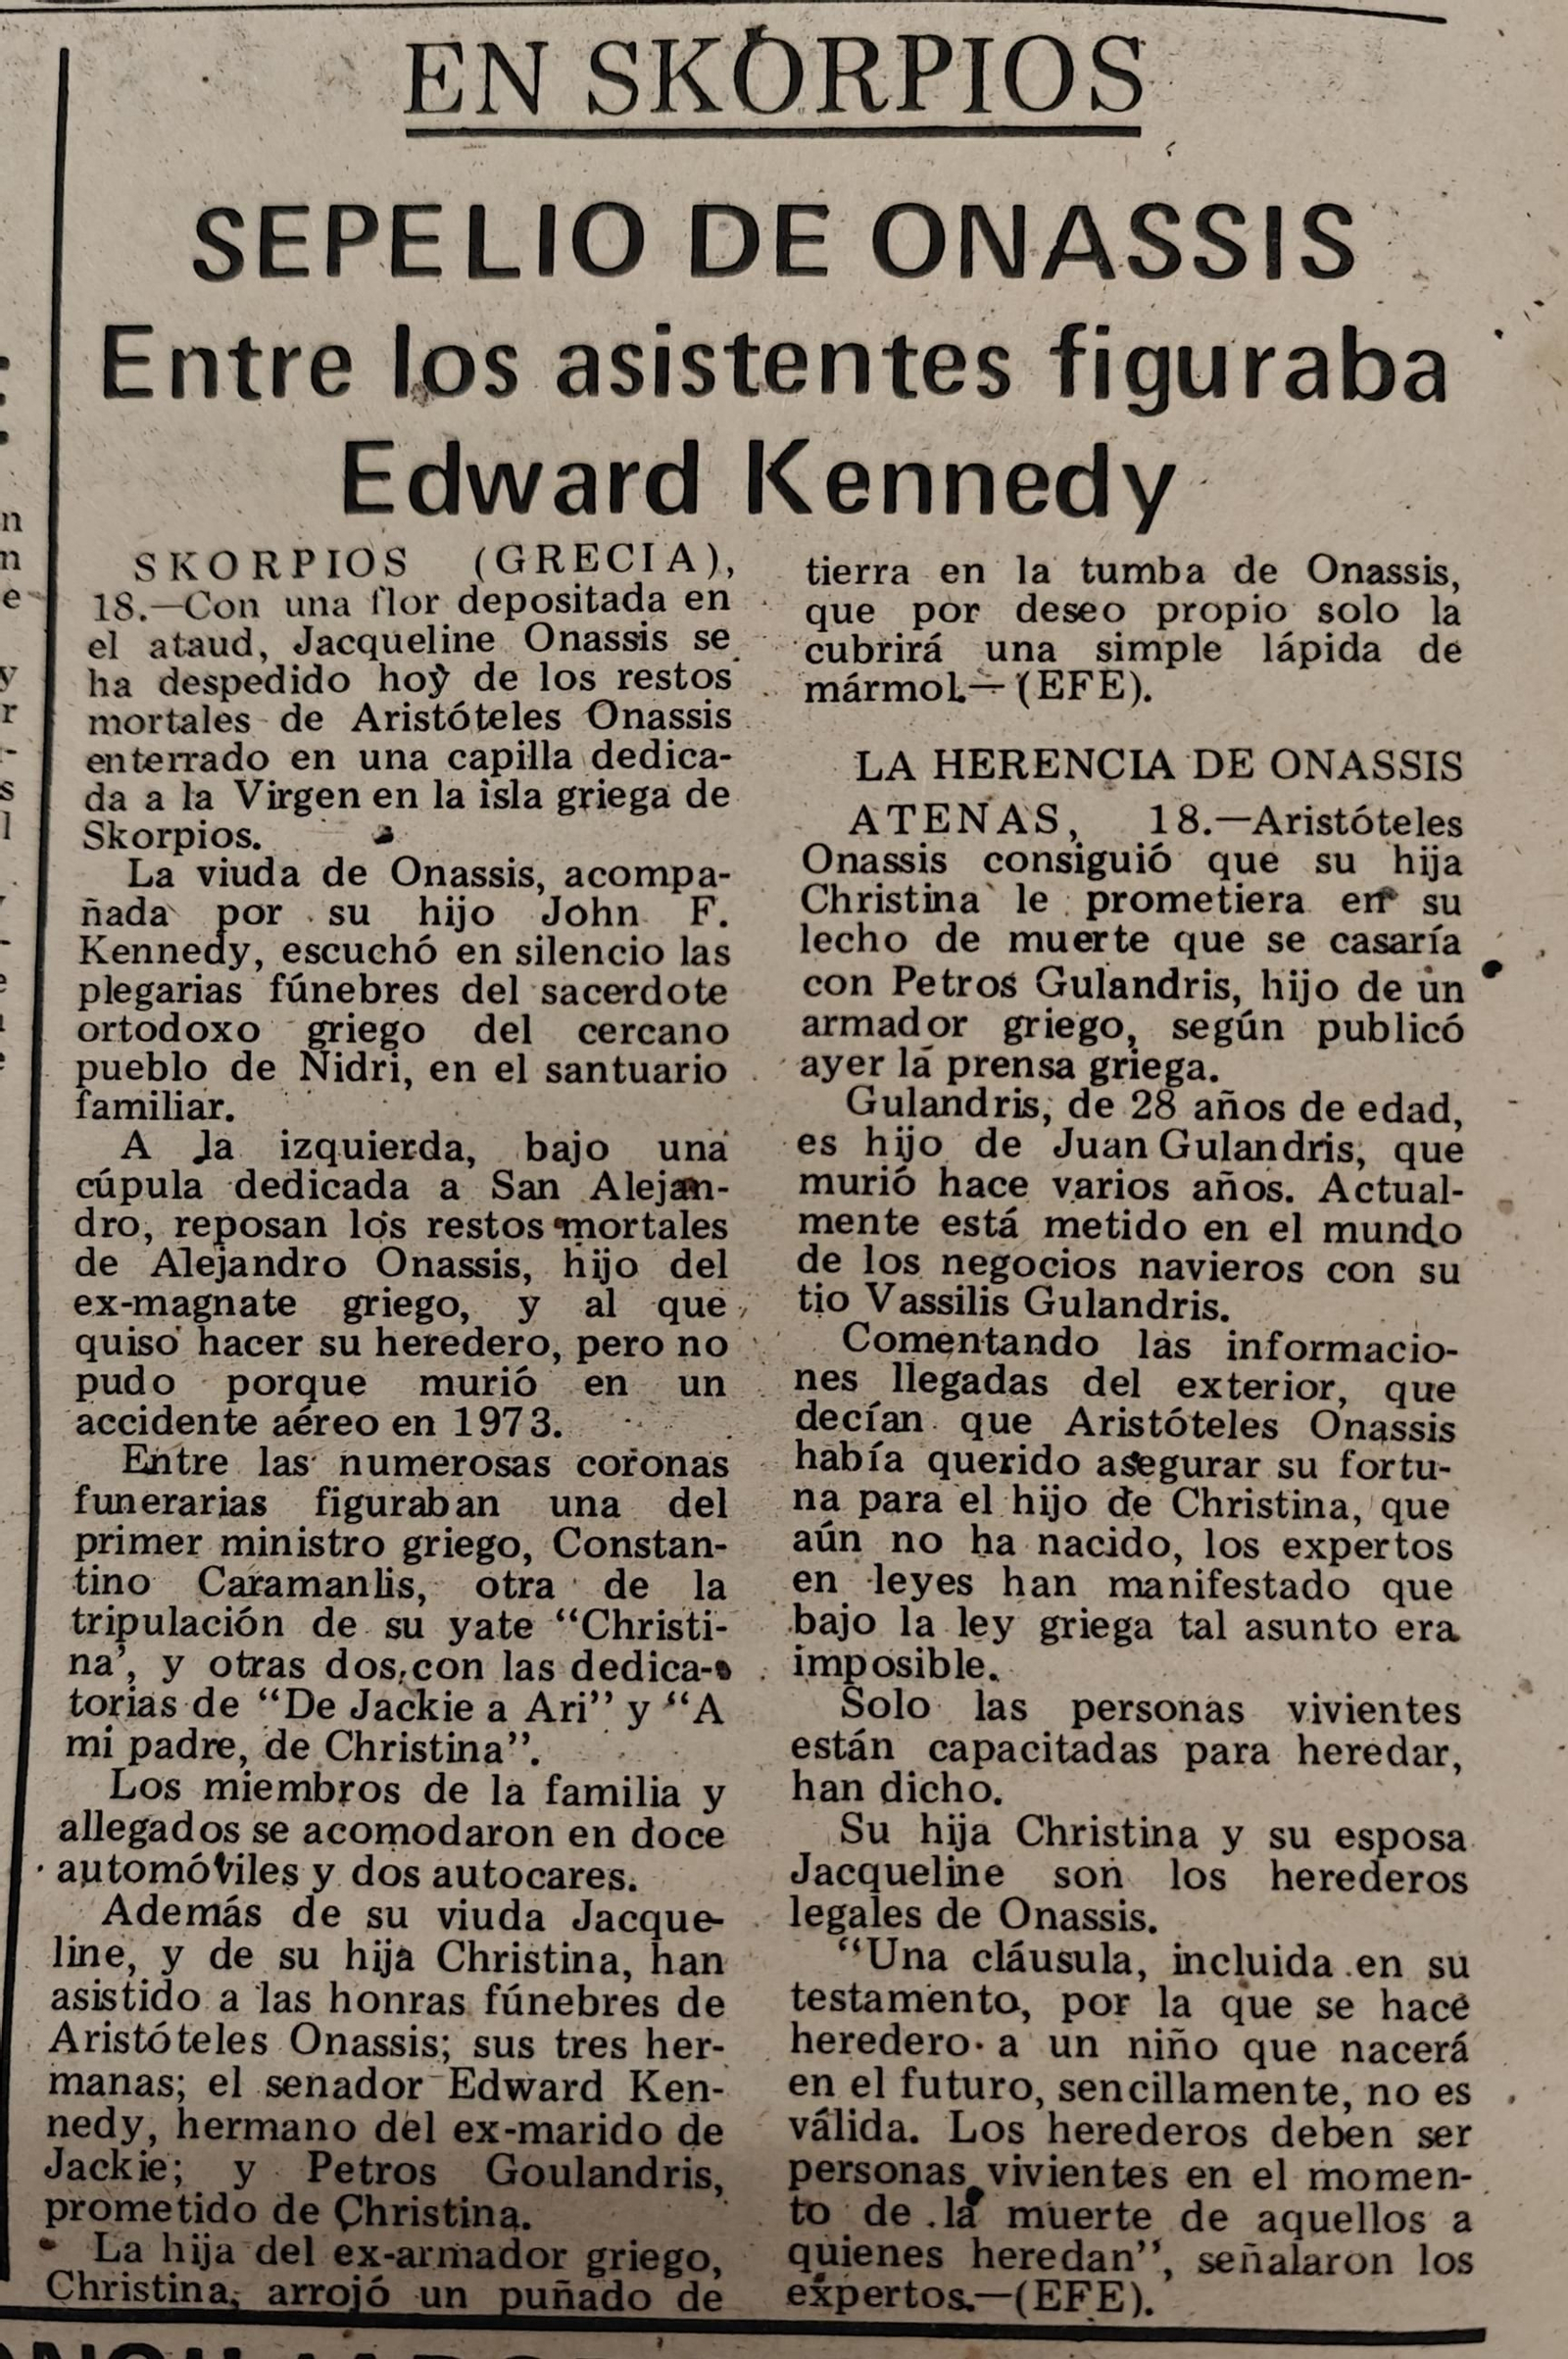 EN SKORPIOS
SEPELIO DE ONASSIS
Entre los asistentes figuraba
Edward Kennedy
SKORPIOS (GRECIA),
18.—Con una flor depositada en
el ataud, Jacqueline Onassis se
ha despedido hoy de los restos
mortales de Aristóteles Onassis
enterrado en una capilla dedica-
da a la Virgen en la isla griega de
Skorpios.
La viuda de Onassis, acompa-
ñada por su hijo John F.
Kennedy, escuchó en silencio las
plegarias fúnebres del sacerdote
ortodoxo griego del cercano
pueblo de Nidri, en el santuario
familiar.
A la izquierda, bajo una
cúpula dedicada a San Alejan-
dro, reposan los restos mortales
de Alejandro Onassis, hijo del
ex-magnate griego, y al que
quiso hacer su heredero, pero no
pudo porque murió en un
accidente aéreo en 1973.
Entre las numerosas coronas
funerarias figuraban una del
primer ministro griego, Constan-
tino Caramanlis, otra de la
tripulación de su yate “Christi-
na’, y otras dos con las dedica-
torias de “De Jackie a Ari” y “A
mi padre, de Christina”.
Los miembros de la familia y
allegados se acomodaron en doce
automóviles y dos autocares.
Además de su viuda Jacque-
line, y de su hija Christina, han
asistido a las honras fúnebres de
Aristóteles Onassis; sus tres her-
manas; el senador Edward Ken-
nedy, hermano del ex-marido de
Jackie; y Petros Goulandris,
prometido de Christina.
La hija del ex-armador griego,
Christina, arrojó un puñado de
tierra en la tumba de Onassis,
que por deseo propio solo la
cubrirá una simple lápida de
mármol.— (EFE).
LA HERENCIA DE ONASSIS
ATENAS, 18.—Aristóteles
Onassis consiguió que su hija
Christina le prometiera en su
lecho de muerte que se casaría
con Petros Gulandris, hijo de un
armador griego, según publicó
ayer la prensa griega.
Gulandris, de 28 años de edad,
es hijo de Juan Gulandris, que
murió hace varios años. Actual-
mente está metido en el mundo
de los negocios navieros con su
tio Vassilis Gulandris.
Comentando las informacio-
nes llegadas del exterior, que
decían que Aristóteles Onassis
había querido asegurar su fortu-
na para el hijo de Christina, que
aún no ha nacido, los expertos
en leyes han manifestado que
bajo la ley griega tal asunto era
imposible.
Solo las personas vivientes
están capacitadas para heredar,
han dicho.
Su hija Christina y su esposa
Jacqueline son los herederos
legales de Onassis.
“Una cláusula, incluida en su
testamento, por la que se hace
heredero a un niño que nacerá
en el futuro, sencillamente, no es
válida. Los herederos deben ser
personas vivientes en el momen-
to de la muerte de aquellos a
quienes heredan”, señalaron los
expertos.—(EFE).